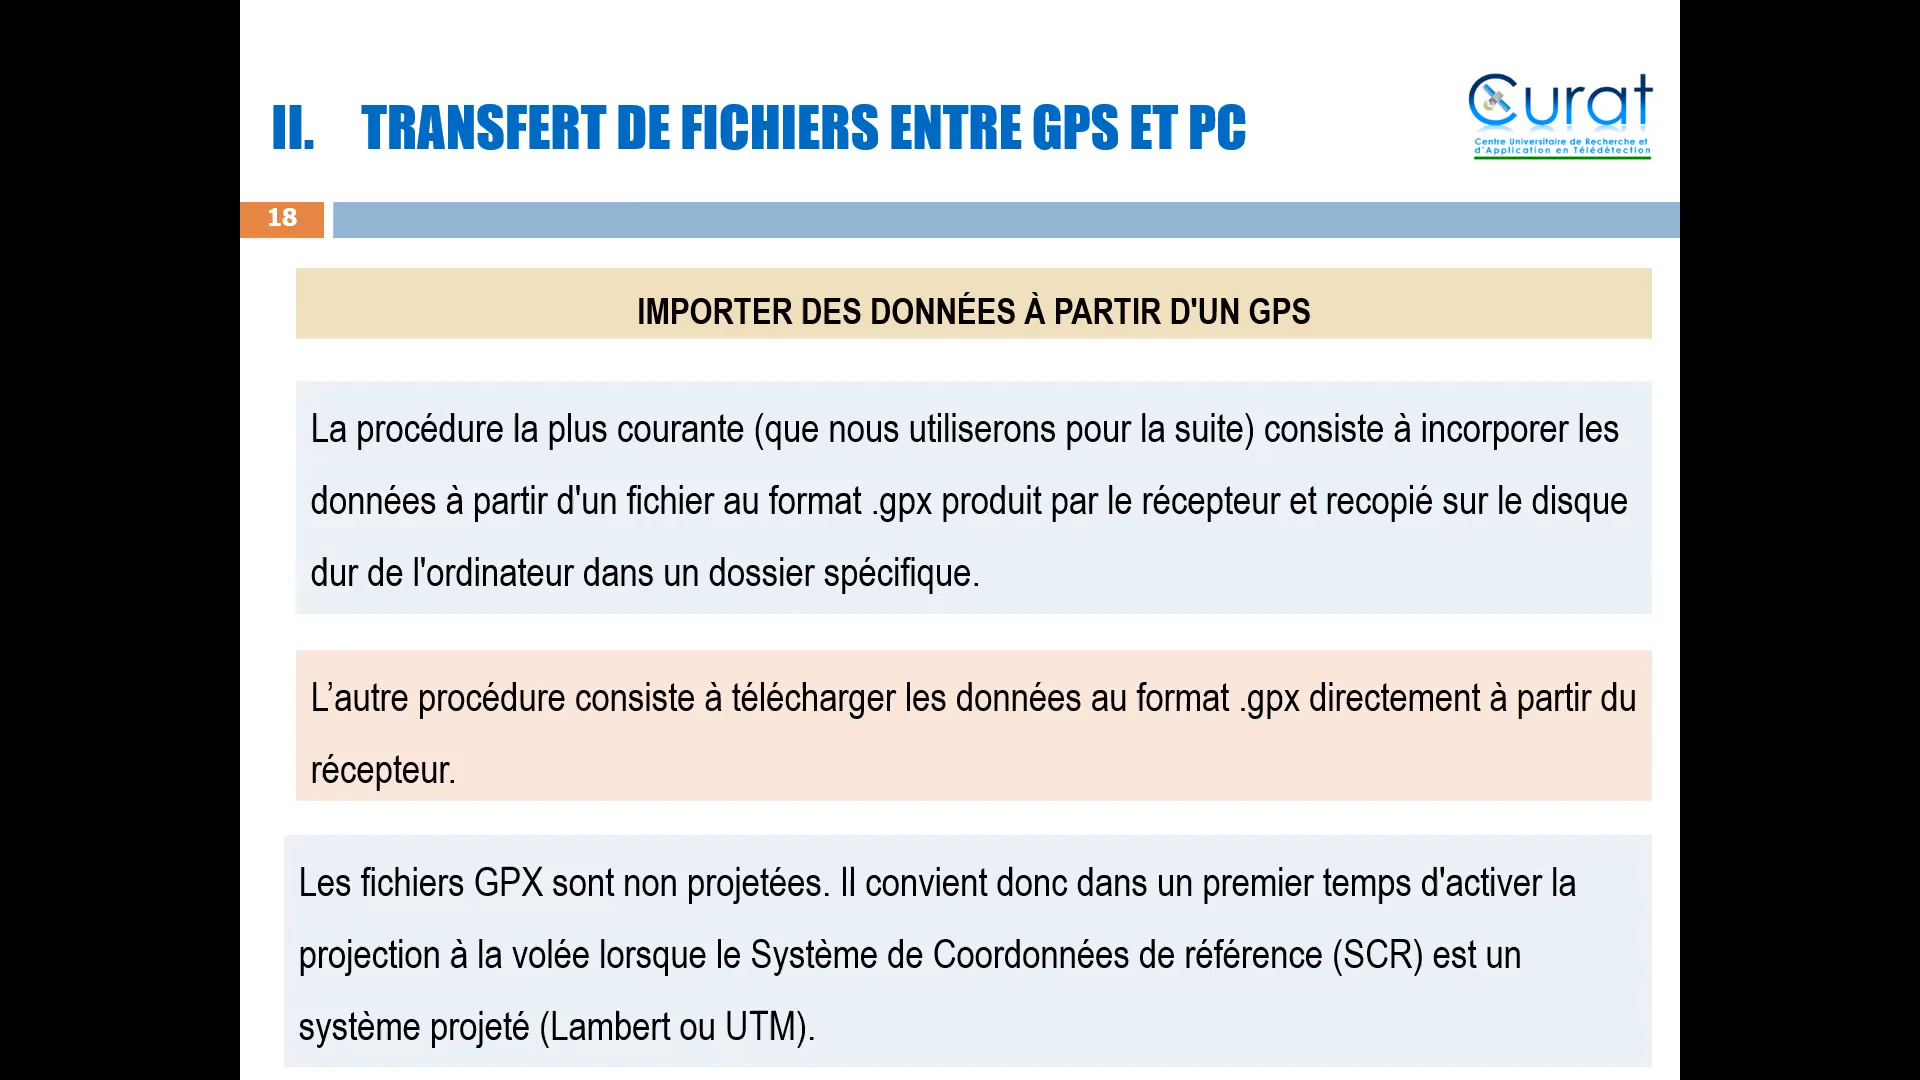 II. TRANSFERT DE FICHIERS ENTRE GPS ET PC
Curat
Centre Universitaire de Recherche et
d'Application en Télédétection
18
IMPORTER DES DONNÉES À PARTIR D'UN GPS
La procédure la plus courante (que nous utiliserons pour la suite) consiste à incorporer les
données à partir d'un fichier au format .gpx produit par le récepteur et recopié sur le disque
dur de l'ordinateur dans un dossier spécifique.
L’autre procédure consiste à télécharger les données au format .gpx directement à partir du
récepteur.
Les fichiers GPX sont non projetées. Il convient donc dans un premier temps d'activer la
projection à la volée lorsque le Système de Coordonnées de référence (SCR) est un
système projeté (Lambert ou UTM).